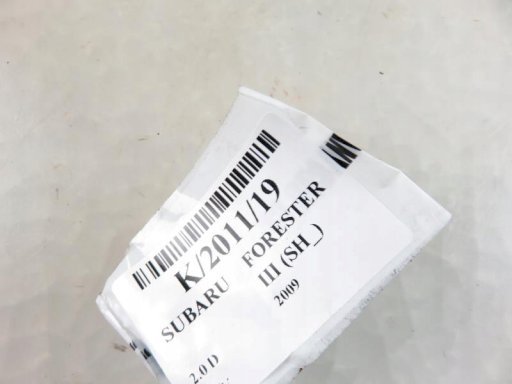 K/2011/19
SUBARU FORESTER
III (SH_)
2009
2.0 D